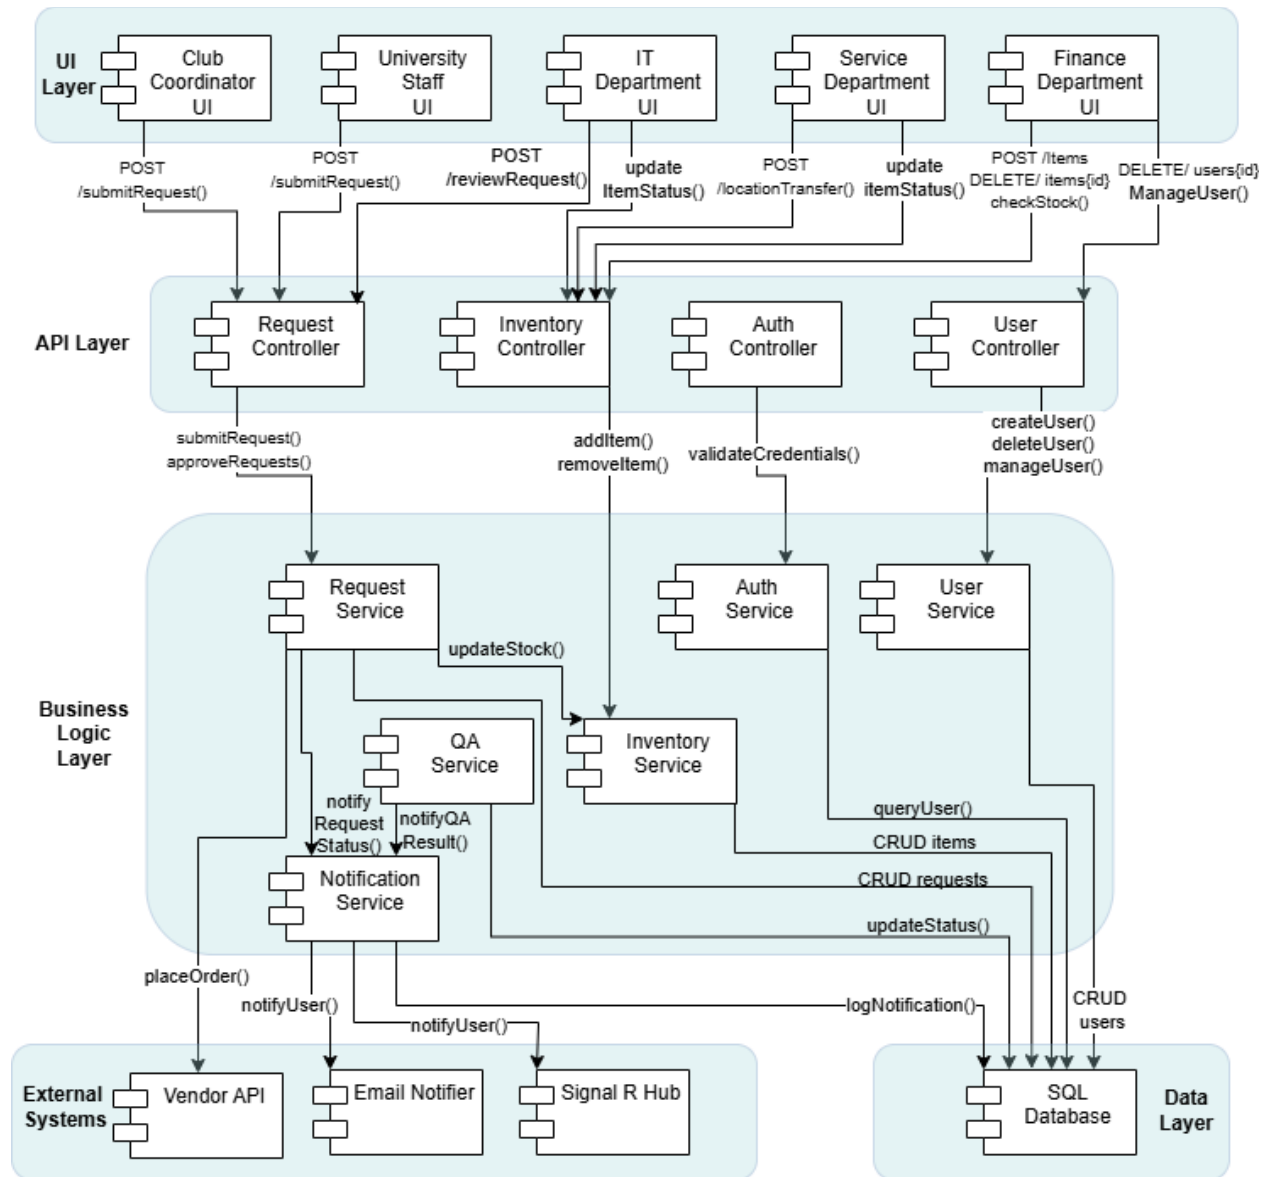 UI
Layer
Club
Coordinator
UI
University
Staff
UI
IT
Department
UI
Service
Department
UI
Finance
Department
UI
POST
/submitRequest()
POST
/submitRequest()
POST
/reviewRequest()
update
ItemStatus()
POST
/locationTransfer()
update
itemStatus()
POST /Items
DELETE/ items{id}
checkStock()
DELETE/ users{id}
ManageUser()
API Layer
Request
Controller
Inventory
Controller
Auth
Controller
User
Controller
submitRequest()
approveRequests()
addItem()
removeItem()
validateCredentials()
createUser()
deleteUser()
manageUser()
Business
Logic
Layer
Request
Service
Auth
Service
User
Service
updateStock()
QA
Service
Inventory
Service
notify
Request
Status()
notifyQA
Result()
queryUser()
CRUD items
CRUD requests
updateStatus()
Notification
Service
placeOrder()
notifyUser()
notifyUser()
logNotification()
CRUD
users
External
Systems
Vendor API
Email Notifier
Signal R Hub
SQL
Database
Data
Layer